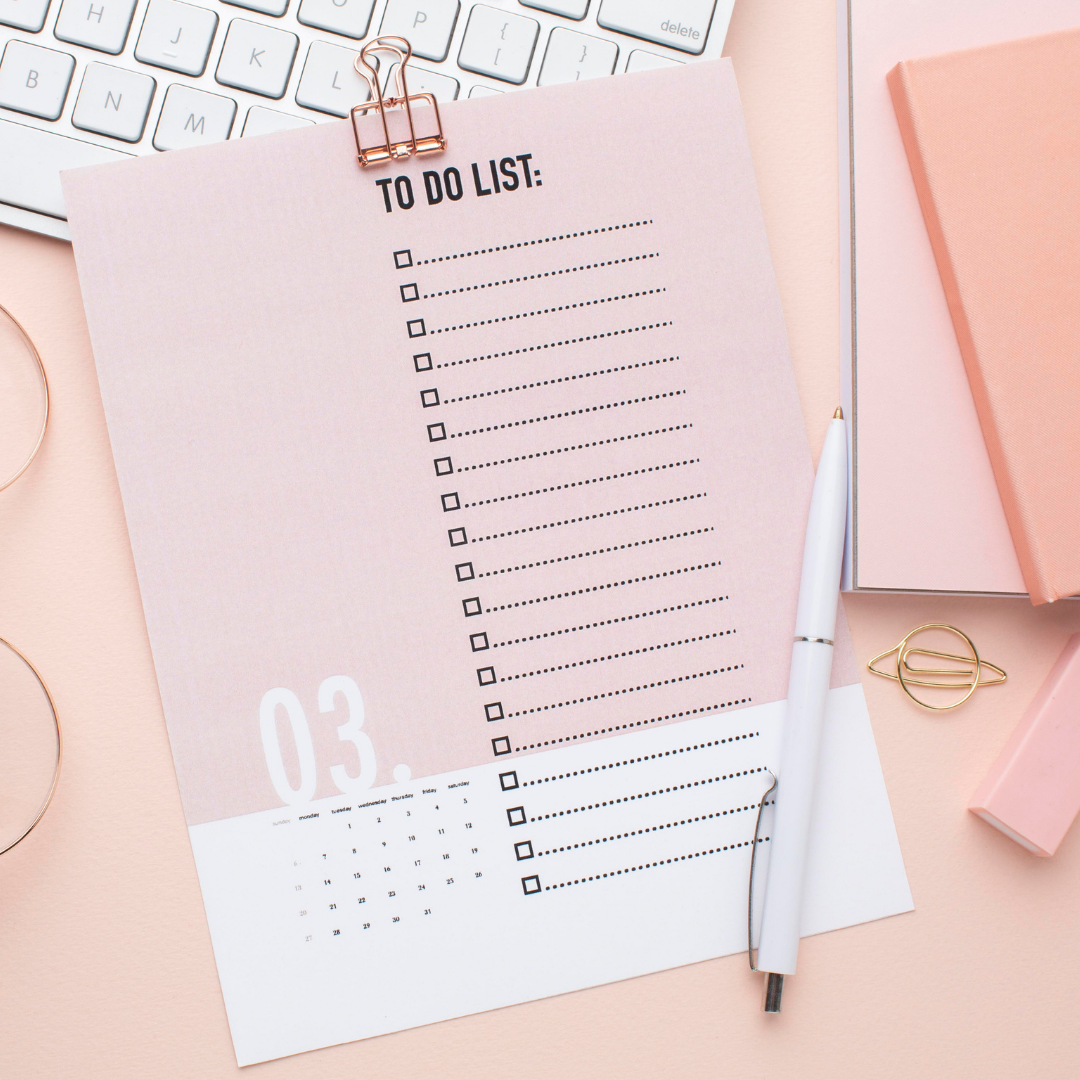 H J K L O P { [ } ] delete
B N M
TO DO LIST:
03.
sunday monday tuesday wednesday thursday friday saturday
1 2 3 4 5
6 7 8 9 10 11 12
13 14 15 16 17 18 19
20 21 22 23 24 25 26
27 28 29 30 31